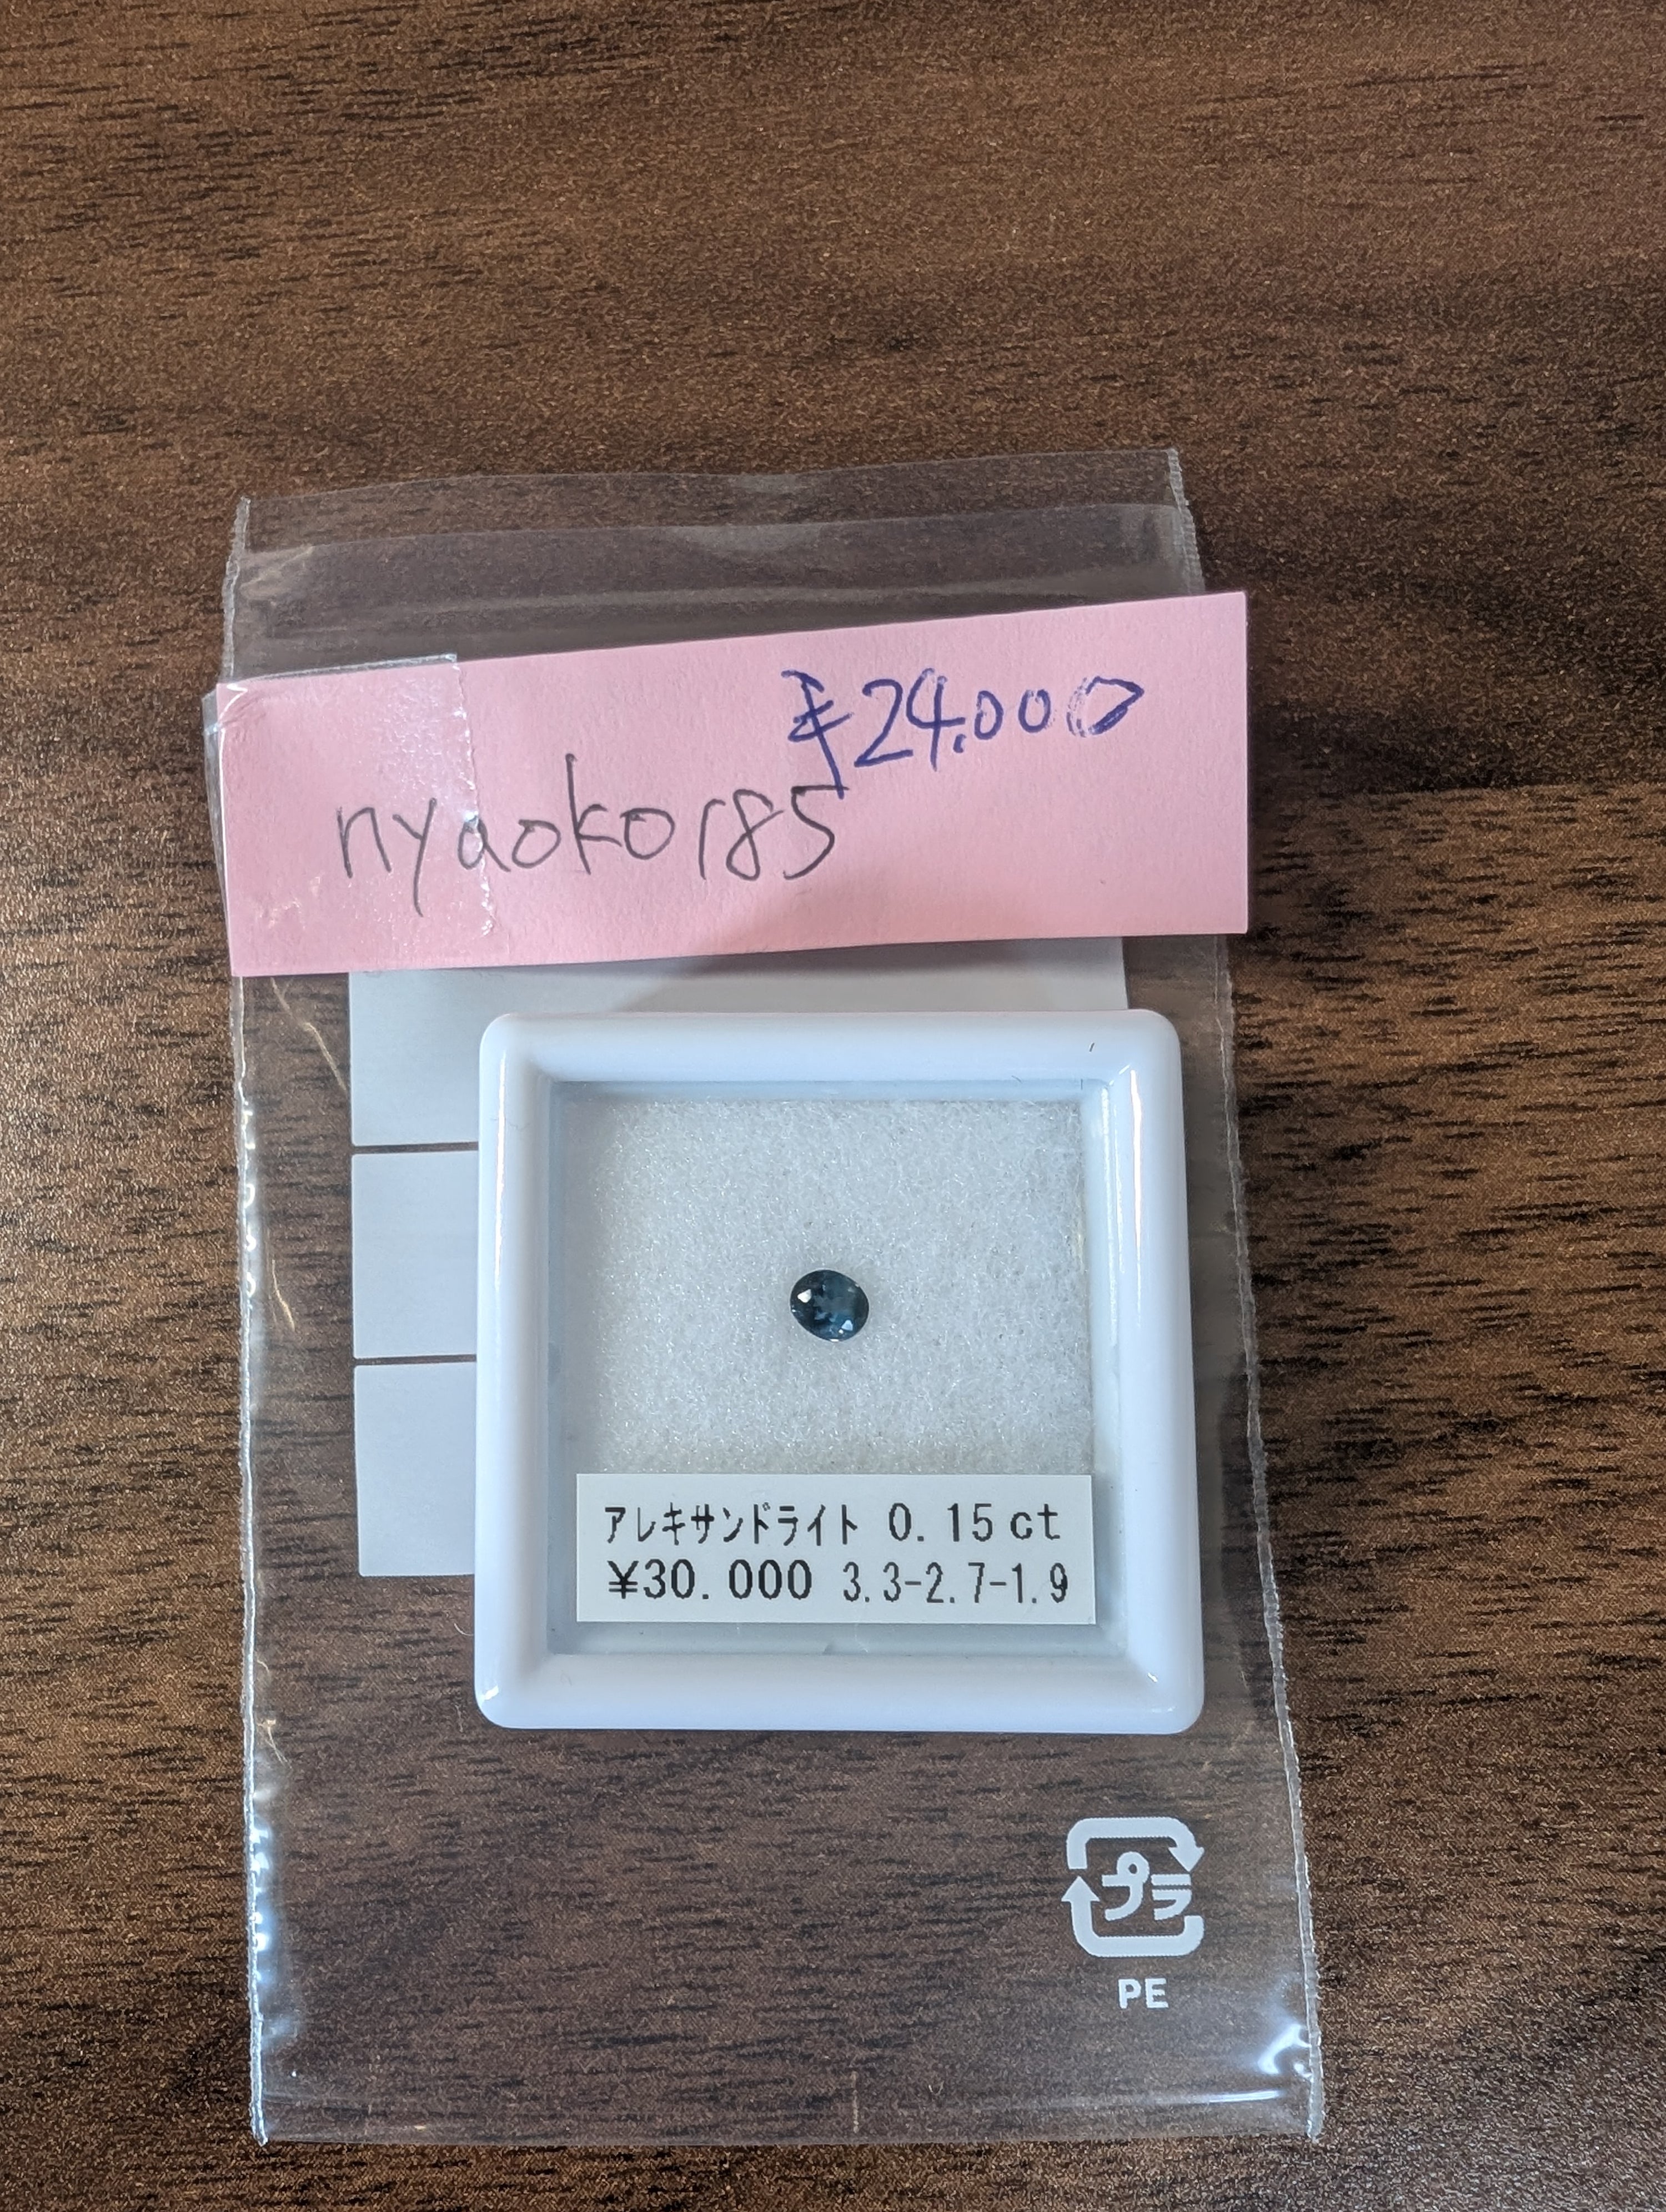 ¥24.000
nyaokor85
アレキサンドライト 0.15ct
¥30.000 3.3-2.7-1.9
プラ
PE